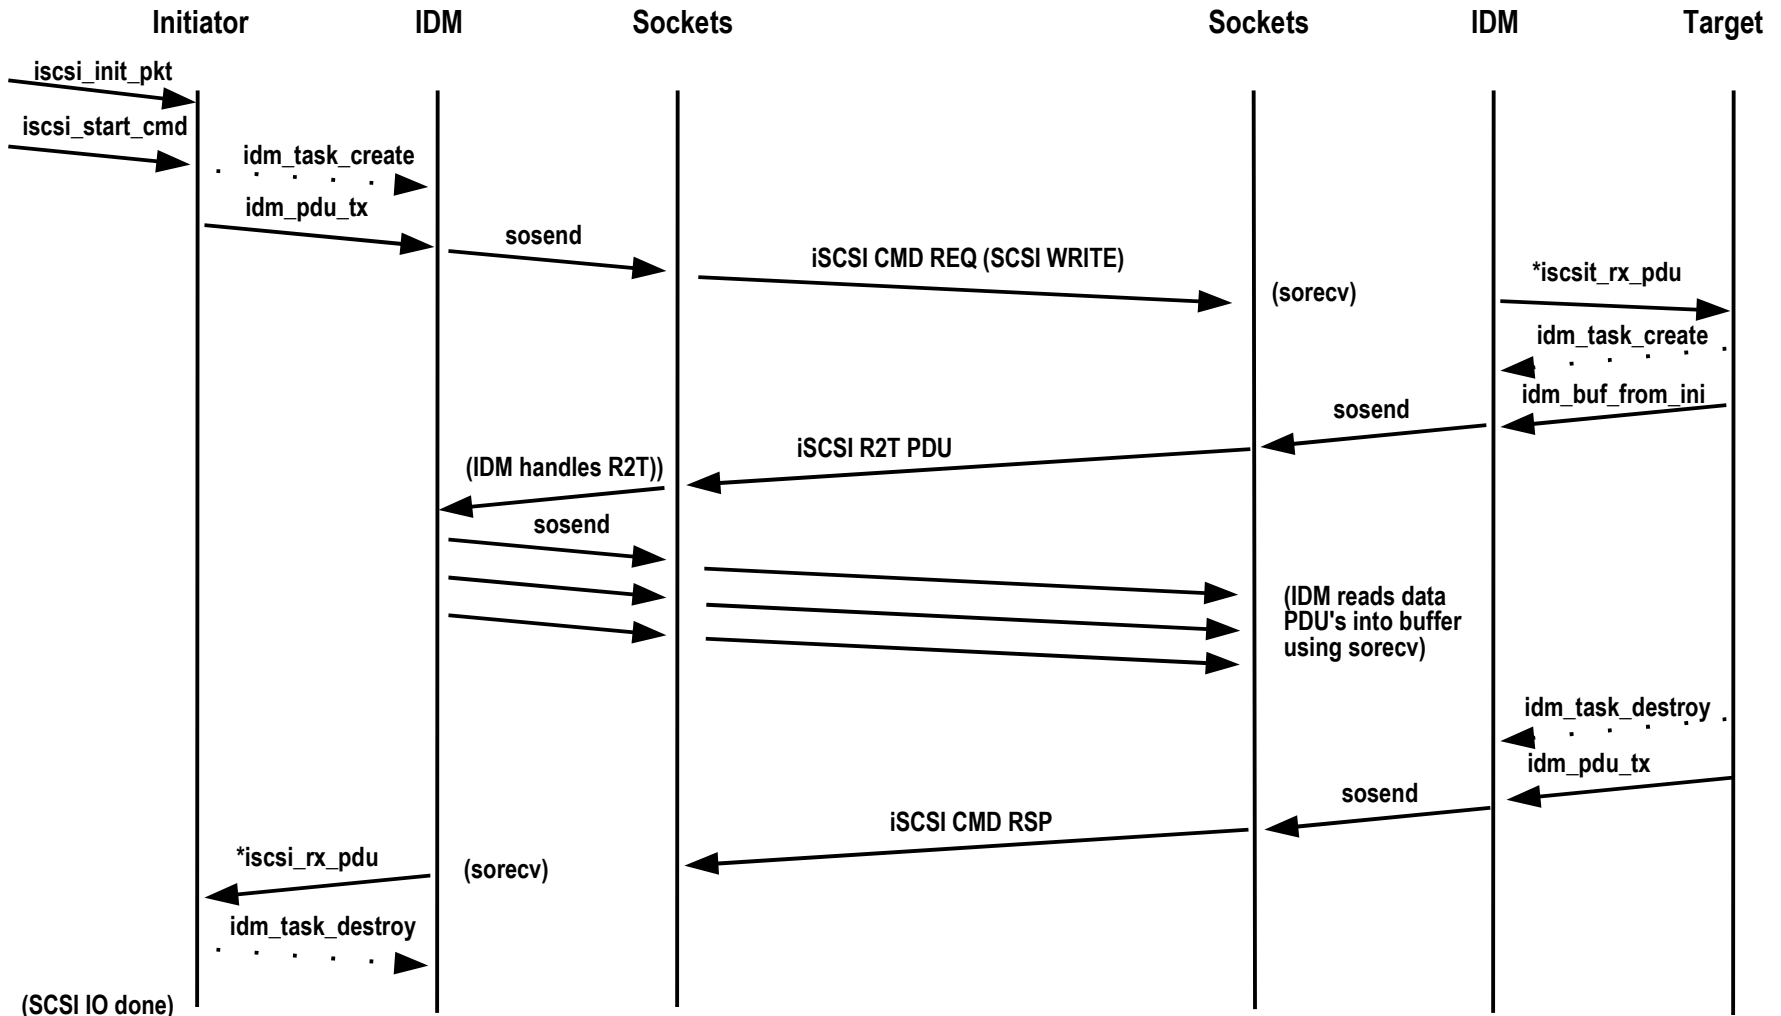 Initiator IDM Sockets Sockets IDM Target
iscsi_init_pkt
iscsi_start_cmd
idm_task_create
idm_pdu_tx
sosend
iSCSI CMD REQ (SCSI WRITE)
(sorecv)
*iscsit_rx_pdu
idm_task_create
idm_buf_from_ini
sosend
iSCSI R2T PDU
(IDM handles R2T))
sosend
(IDM reads data
PDU's into buffer
using sorecv)
idm_task_destroy
idm_pdu_tx
sosend
iSCSI CMD RSP
*iscsi_rx_pdu
(sorecv)
idm_task_destroy
(SCSI IO done)